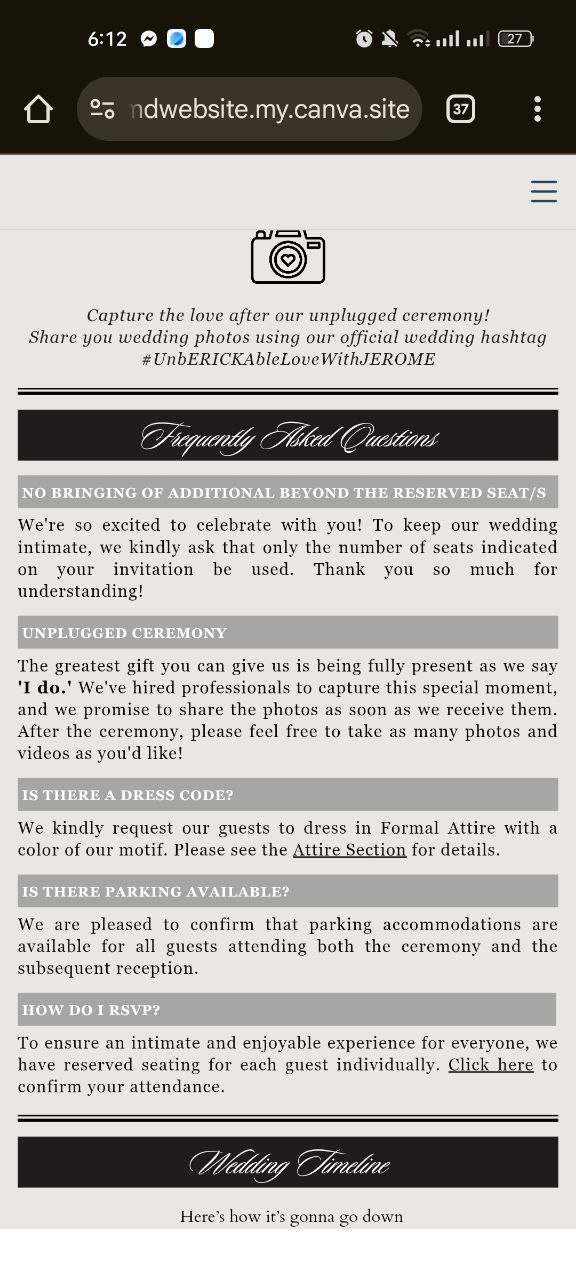 6:12
27
ndwebsite.my.canva.site
37
Capture the love after our unplugged ceremony!
Share you wedding photos using our official wedding hashtag
#UnbERICKAbleLoveWithJEROME
Frequently Asked Questions
NO BRINGING OF ADDITIONAL BEYOND THE RESERVED SEAT/S
We're so excited to celebrate with you! To keep our wedding
intimate, we kindly ask that only the number of seats indicated
on your invitation be used. Thank you so much for
understanding!
UNPLUGGED CEREMONY
The greatest gift you can give us is being fully present as we say
'I do.' We've hired professionals to capture this special moment,
and we promise to share the photos as soon as we receive them.
After the ceremony, please feel free to take as many photos and
videos as you'd like!
IS THERE A DRESS CODE?
We kindly request our guests to dress in Formal Attire with a
color of our motif. Please see the Attire Section for details.
IS THERE PARKING AVAILABLE?
We are pleased to confirm that parking accommodations are
available for all guests attending both the ceremony and the
subsequent reception.
HOW DO I RSVP?
To ensure an intimate and enjoyable experience for everyone, we
have reserved seating for each guest individually. Click here to
confirm your attendance.
Wedding Timeline
Here's how it's gonna go down